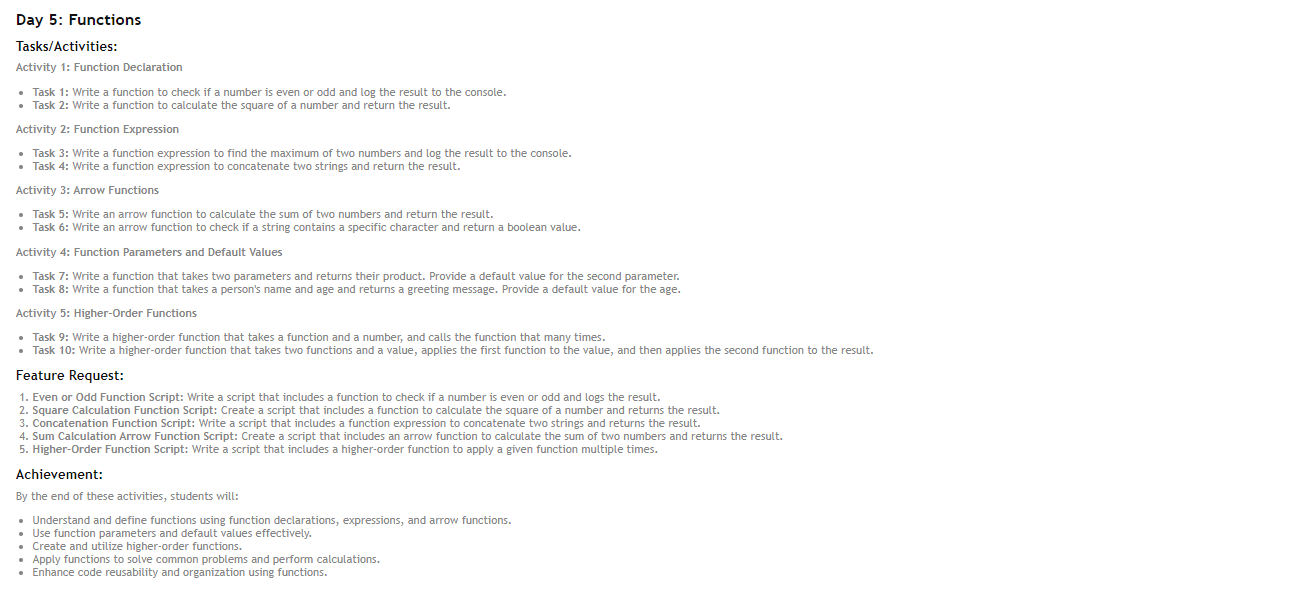 Day 5: Functions
Tasks/Activities:
Activity 1: Function Declaration
• Task 1: Write a function to check if a number is even or odd and log the result to the console.
• Task 2: Write a function to calculate the square of a number and return the result.
Activity 2: Function Expression
• Task 3: Write a function expression to find the maximum of two numbers and log the result to the console.
• Task 4: Write a function expression to concatenate two strings and return the result.
Activity 3: Arrow Functions
• Task 5: Write an arrow function to calculate the sum of two numbers and return the result.
• Task 6: Write an arrow function to check if a string contains a specific character and return a boolean value.
Activity 4: Function Parameters and Default Values
• Task 7: Write a function that takes two parameters and returns their product. Provide a default value for the second parameter.
• Task 8: Write a function that takes a person's name and age and returns a greeting message. Provide a default value for the age.
Activity 5: Higher-Order Functions
• Task 9: Write a higher-order function that takes a function and a number, and calls the function that many times.
• Task 10: Write a higher-order function that takes two functions and a value, applies the first function to the value, and then applies the second function to the result.
Feature Request:
1. Even or Odd Function Script: Write a script that includes a function to check if a number is even or odd and logs the result.
2. Square Calculation Function Script: Create a script that includes a function to calculate the square of a number and returns the result.
3. Concatenation Function Script: Write a script that includes a function expression to concatenate two strings and returns the result.
4. Sum Calculation Arrow Function Script: Create a script that includes an arrow function to calculate the sum of two numbers and returns the result.
5. Higher-Order Function Script: Write a script that includes a higher-order function to apply a given function multiple times.
Achievement:
By the end of these activities, students will:
• Understand and define functions using function declarations, expressions, and arrow functions.
• Use function parameters and default values effectively.
• Create and utilize higher-order functions.
• Apply functions to solve common problems and perform calculations.
• Enhance code reusability and organization using functions.